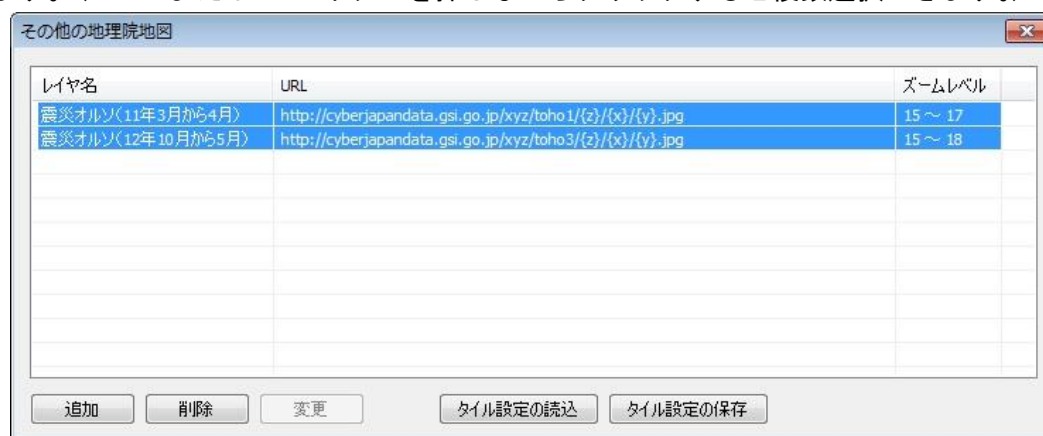 その他の地理院地図
レイヤ名 URL ズームレベル
震災オルソ(11年3月から4月) http://cyberjapandata.gsi.go.jp/xyz/toho1/{z}/{x}/{y}.jpg 15 ～ 17
震災オルソ(12年10月から5月) http://cyberjapandata.gsi.go.jp/xyz/toho3/{z}/{x}/{y}.jpg 15 ～ 18
追加 削除 変更 タイル設定の読込 タイル設定の保存